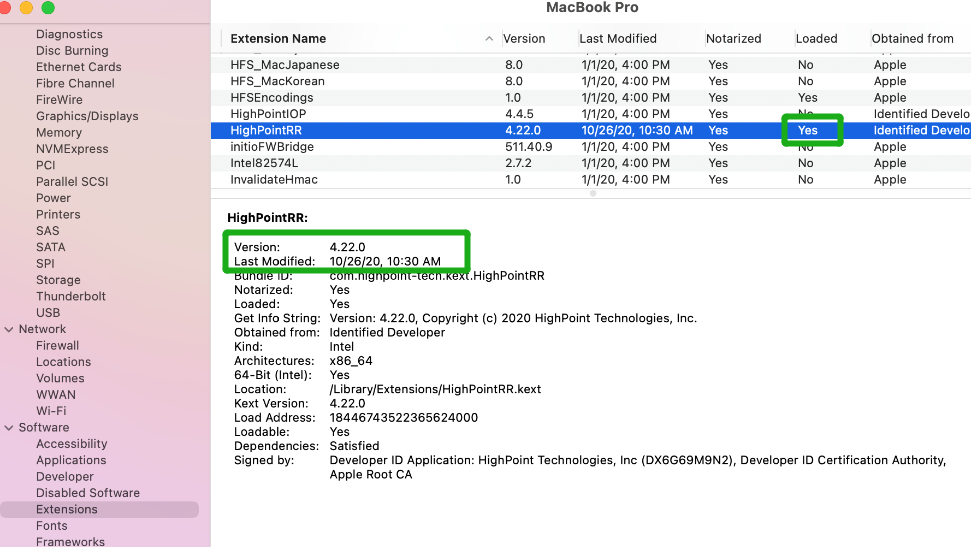 MacBook Pro
Diagnostics
Disc Burning
Ethernet Cards
Fibre Channel
FireWire
Graphics/Displays
Memory
NVMExpress
PCI
Parallel SCSI
Power
Printers
SAS
SATA
SPI
Storage
Thunderbolt
USB
Network
Firewall
Locations
Volumes
WWAN
Wi-Fi
Software
Accessibility
Applications
Developer
Disabled Software
Extensions
Fonts
Frameworks
Extension Name Version Last Modified Notarized Loaded Obtained from
HFS_MacJapanese 8.0 1/1/20, 4:00 PM Yes No Apple
HFS_MacKorean 8.0 1/1/20, 4:00 PM Yes No Apple
HFSEncodings 1.0 1/1/20, 4:00 PM Yes Yes Apple
HighPointIOP 4.4.5 1/1/20, 4:00 PM Yes No Identified Develo
HighPointRR 4.22.0 10/26/20, 10:30 AM Yes Yes Identified Develo
initioFWBridge 511.40.9 1/1/20, 4:00 PM Yes No Apple
Intel82574L 2.7.2 1/1/20, 4:00 PM Yes No Apple
InvalidateHmac 1.0 1/1/20, 4:00 PM Yes No Apple
HighPointRR:
Version: 4.22.0
Last Modified: 10/26/20, 10:30 AM
Bundle ID: com.highpoint-tech.kext.HighPointRR
Notarized: Yes
Loaded: Yes
Get Info String: Version: 4.22.0, Copyright (c) 2020 HighPoint Technologies, Inc.
Obtained from: Identified Developer
Kind: Intel
Architectures: x86_64
64-Bit (Intel): Yes
Location: /Library/Extensions/HighPointRR.kext
Kext Version: 4.22.0
Load Address: 18446743522365624000
Loadable: Yes
Dependencies: Satisfied
Signed by: Developer ID Application: HighPoint Technologies, Inc (DX6G69M9N2), Developer ID Certification Authority,
Apple Root CA